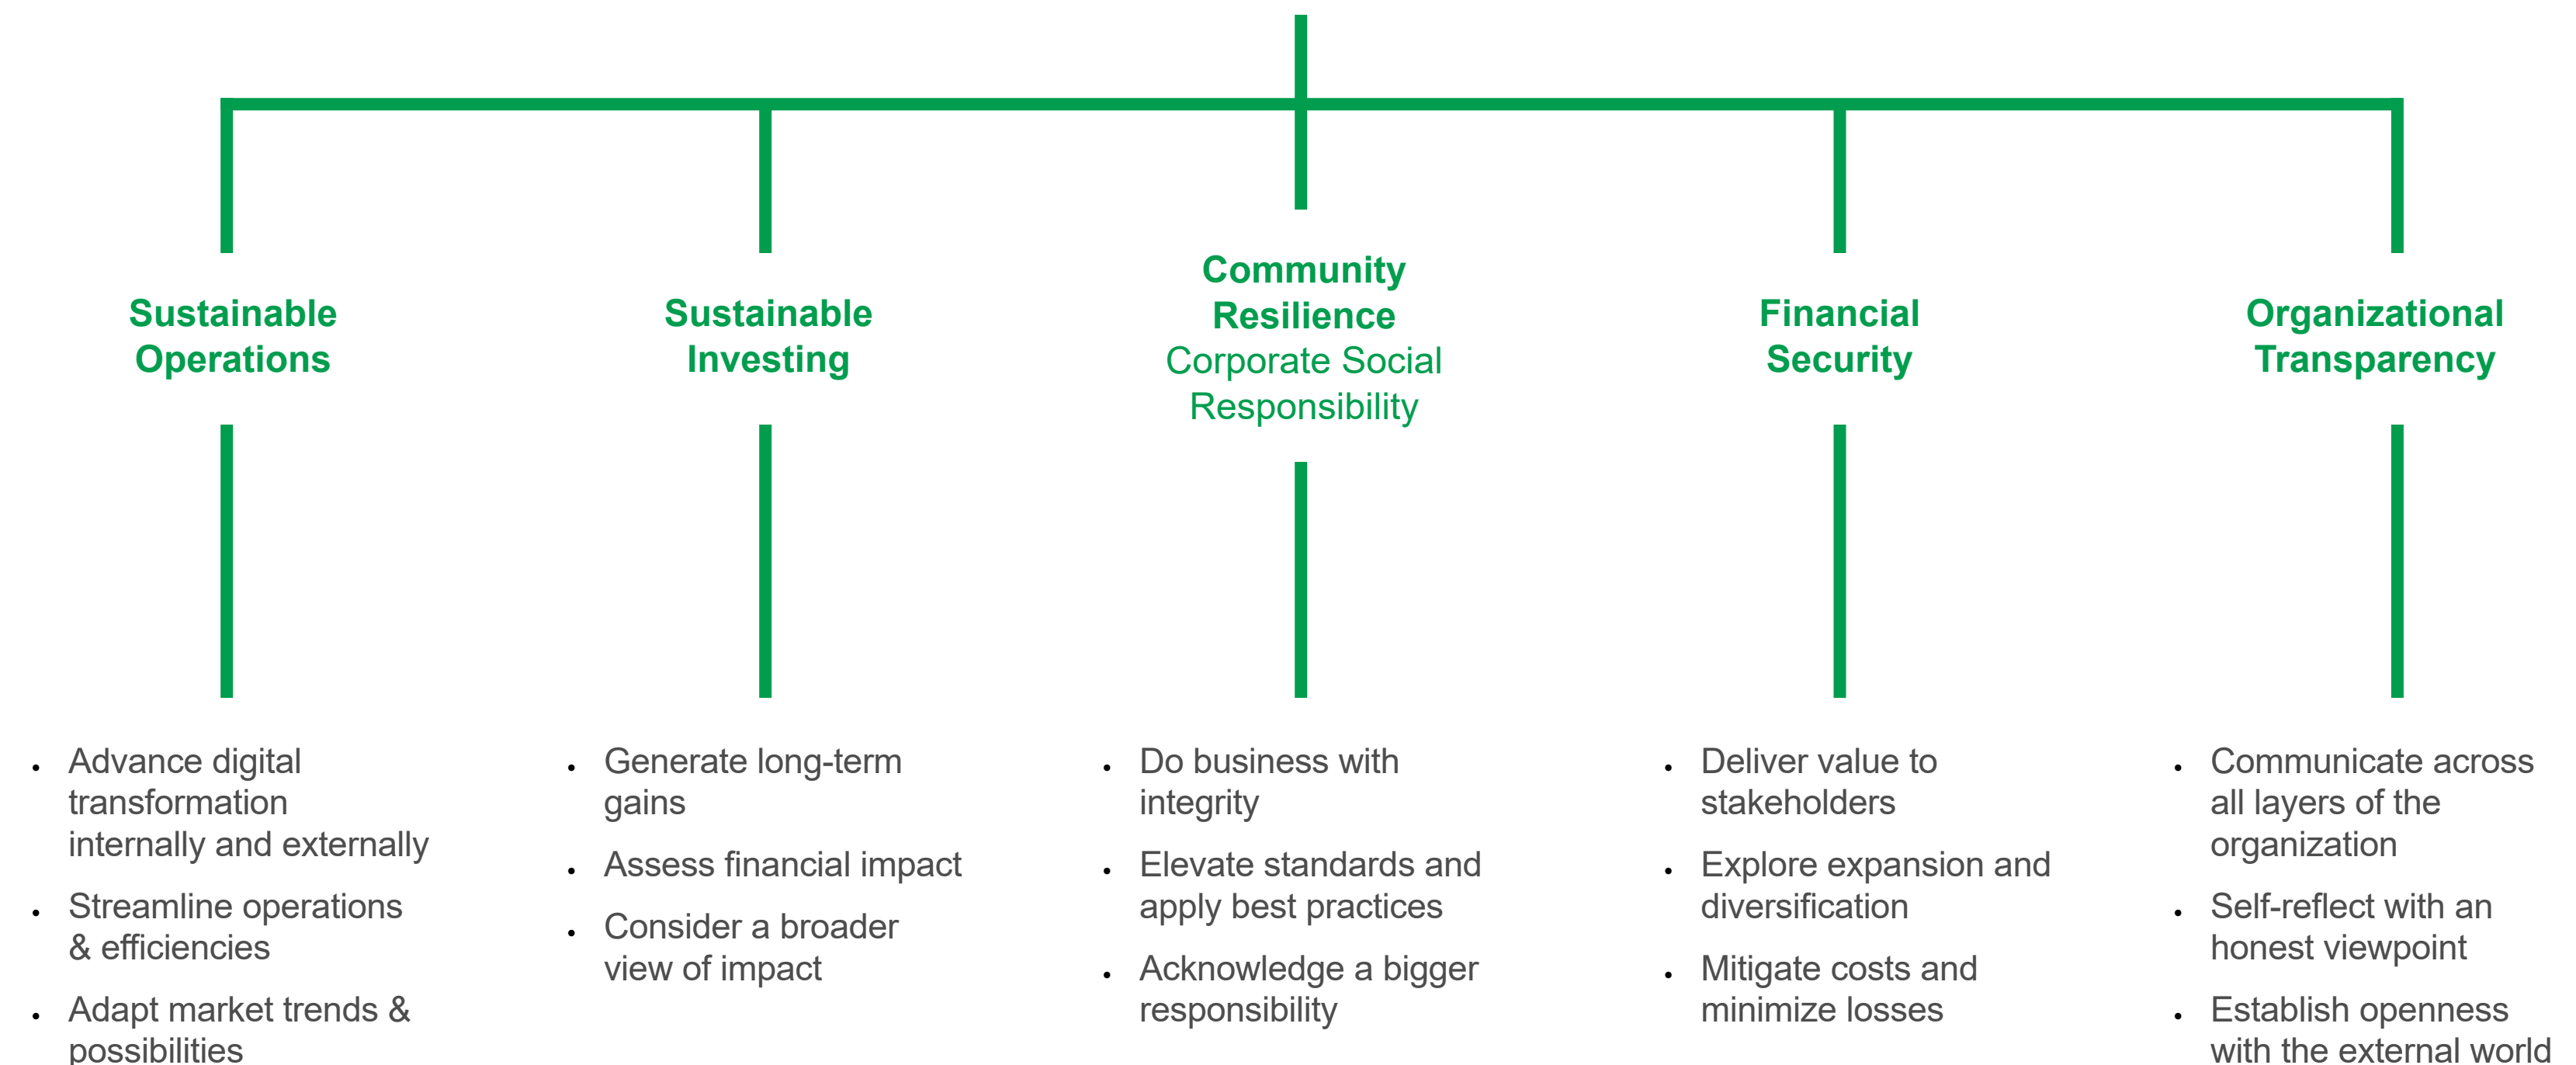 Sustainable
Operations
Sustainable
Investing
Community
Resilience
Corporate Social
Responsibility
Financial
Security
Organizational
Transparency
• Advance digital
transformation
internally and externally
• Streamline operations
& efficiencies
• Adapt market trends &
possibilities
• Generate long-term
gains
• Assess financial impact
• Consider a broader
view of impact
• Do business with
integrity
• Elevate standards and
apply best practices
• Acknowledge a bigger
responsibility
• Deliver value to
stakeholders
• Explore expansion and
diversification
• Mitigate costs and
minimize losses
• Communicate across
all layers of the
organization
• Self-reflect with an
honest viewpoint
• Establish openness
with the external world